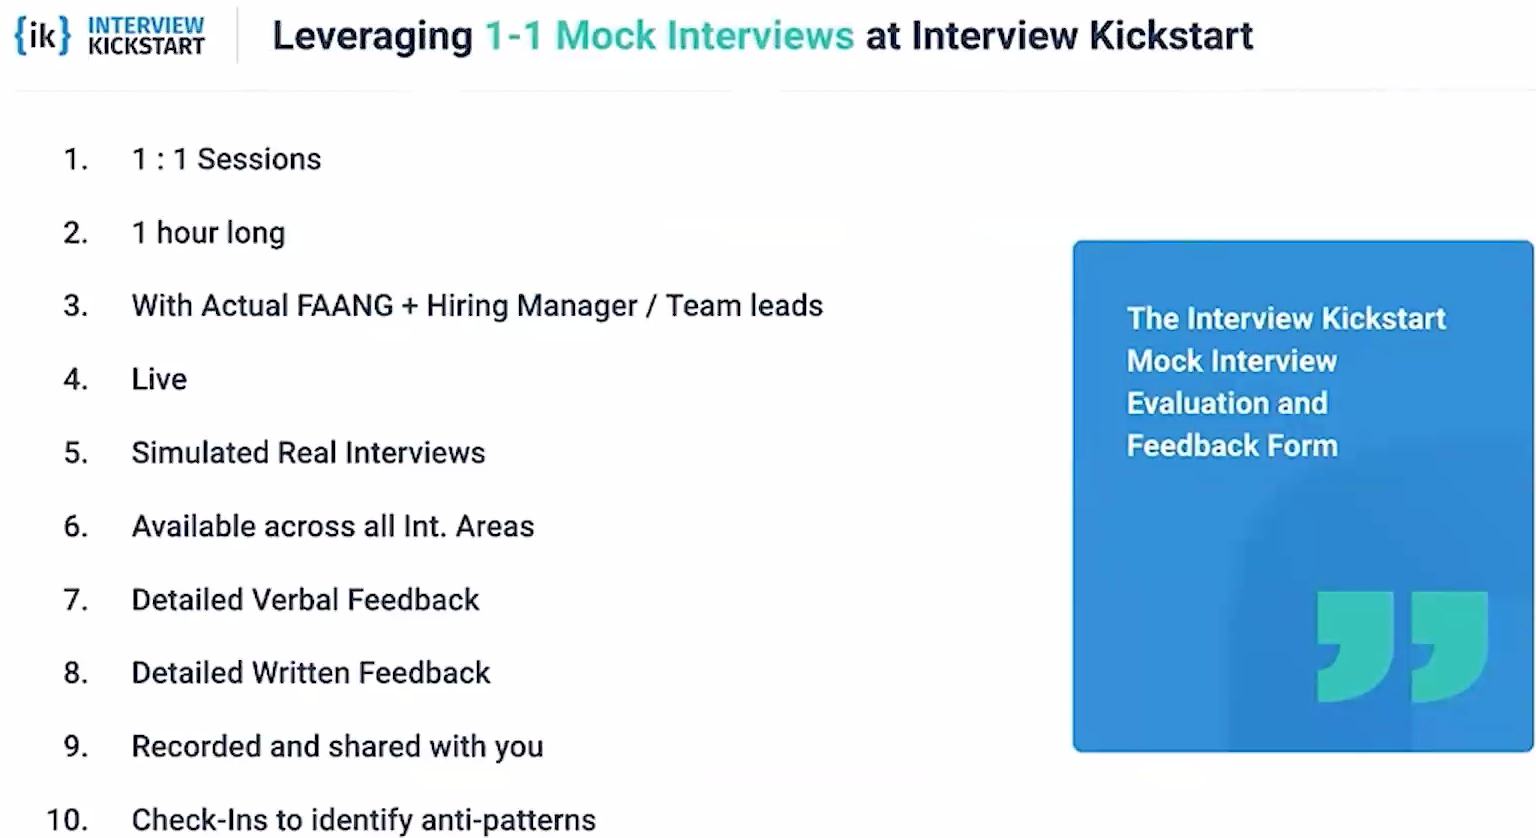 {ik} INTERVIEW
KICKSTART
Leveraging 1-1 Mock Interviews at Interview Kickstart
1. 1 : 1 Sessions
2. 1 hour long
3. With Actual FAANG + Hiring Manager / Team leads
4. Live
5. Simulated Real Interviews
6. Available across all Int. Areas
7. Detailed Verbal Feedback
8. Detailed Written Feedback
9. Recorded and shared with you
10. Check-Ins to identify anti-patterns
The Interview Kickstart
Mock Interview
Evaluation and
Feedback Form